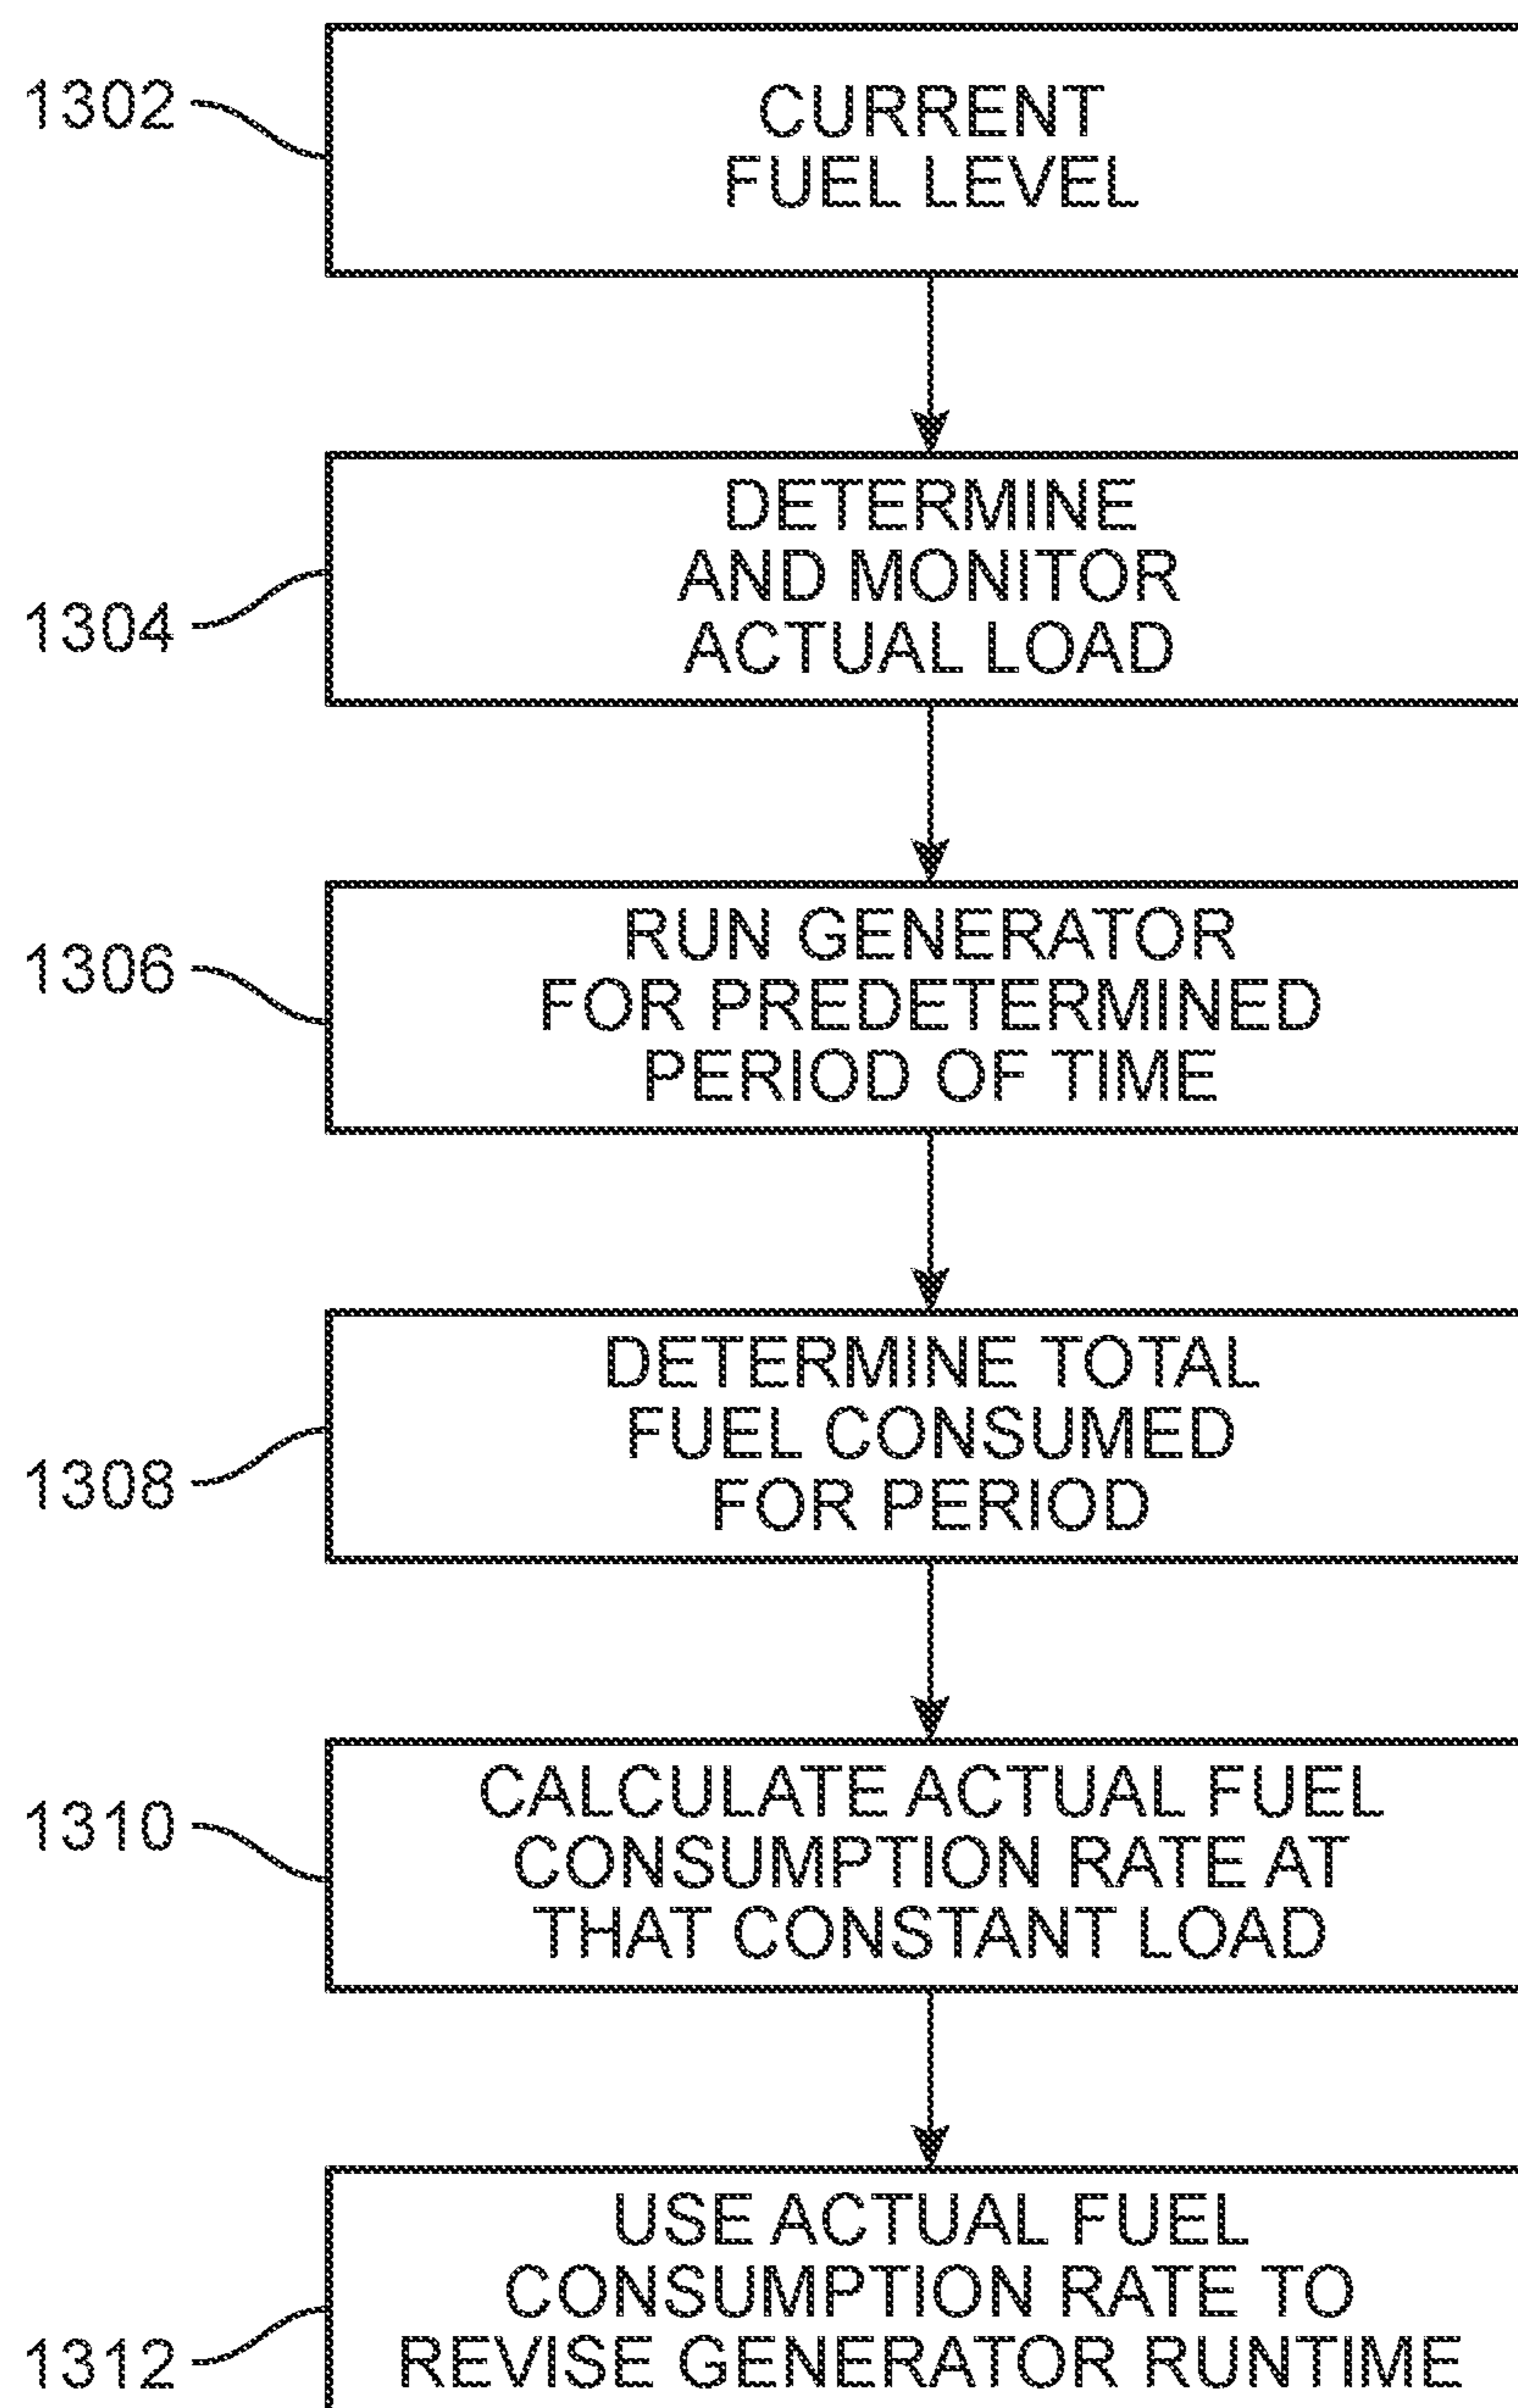 1302
CURRENT
FUEL LEVEL
1304
DETERMINE
AND MONITOR
ACTUAL LOAD
1306
RUN GENERATOR
FOR PREDETERMINED
PERIOD OF TIME
1308
DETERMINE TOTAL
FUEL CONSUMED
FOR PERIOD
1310
CALCULATE ACTUAL FUEL
CONSUMPTION RATE AT
THAT CONSTANT LOAD
1312
USE ACTUAL FUEL
CONSUMPTION RATE TO
REVISE GENERATOR RUNTIME